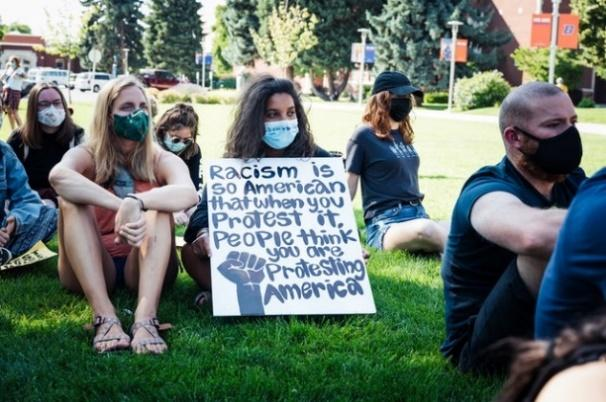 Racism is
so American
that when you
Protest it
People think
you are
Protesting
America